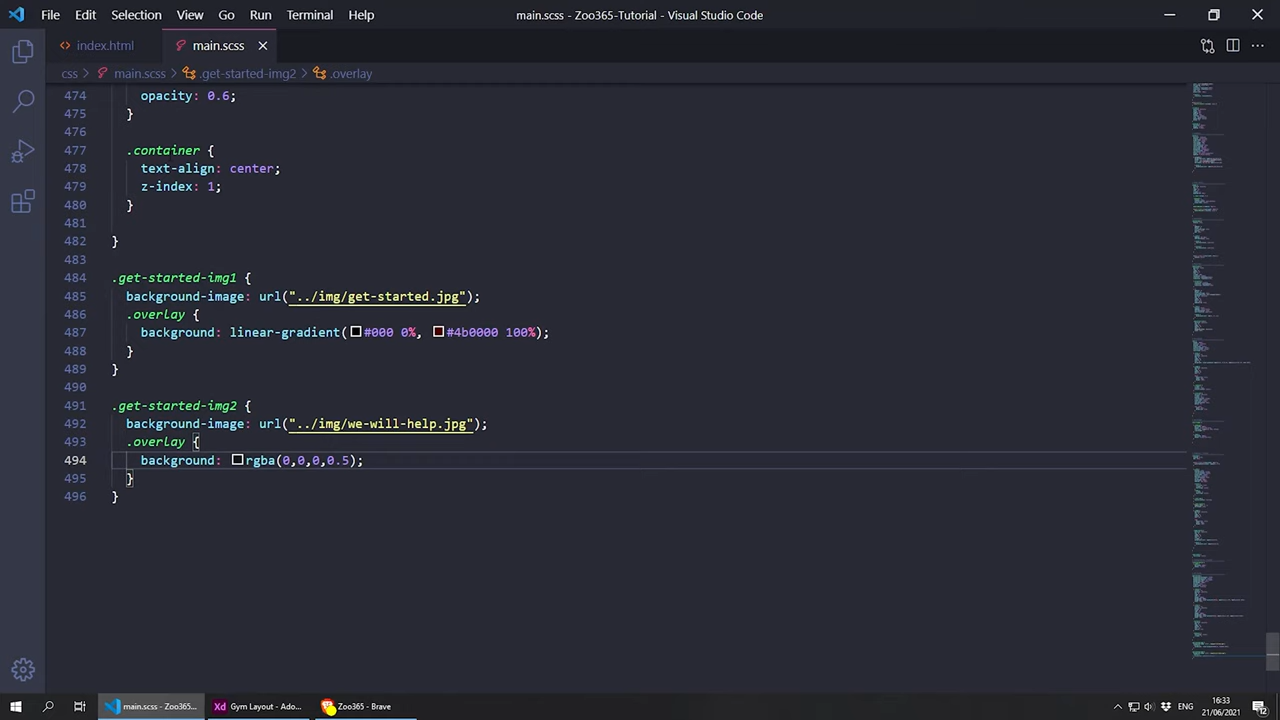 File Edit Selection View Go Run Terminal Help
main.scss - Zoo365-Tutorial - Visual Studio Code
index.html
main.scss
css > main.scss > .get-started-img2 > .overlay
474 opacity: 0.6;
475 }
476
477 .container {
478 text-align: center;
479 z-index: 1;
480 }
481
482 }
483
484 .get-started-img1 {
485 background-image: url("../img/get-started.jpg");
486 .overlay {
487 background: linear-gradient(#000 0%, #4b0000 90%);
488 }
489 }
490
491 .get-started-img2 {
492 background-image: url("../img/we-will-help.jpg");
493 .overlay {
494 background: rgba(0,0,0,0.5);
495 }
496 }
main.scss - Zoo365...
Gym Layout - Ado...
Zoo365 - Brave
ENG
16:33
21/06/2021